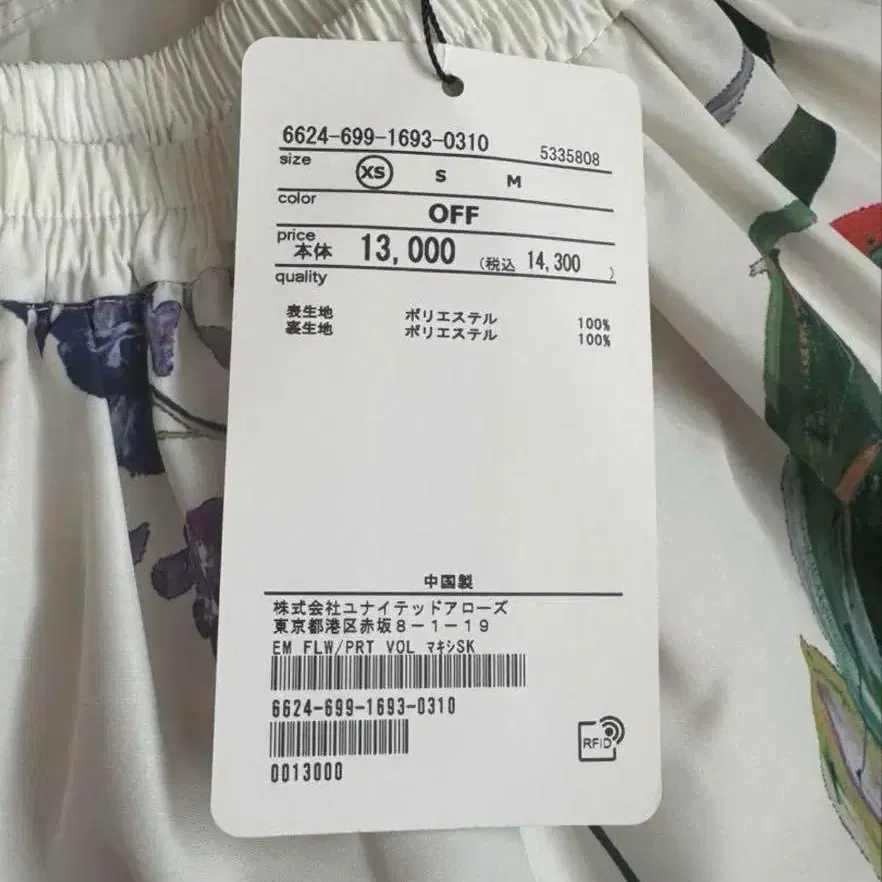 6624-699-1693-0310 5335808
size
XS S M
color
OFF
price
本体 13,000 (税込 14,300 )
quality
表生地 ポリエステル 100%
裏生地 ポリエステル 100%
中国製
株式会社ユナイテッドアローズ
東京都港区赤坂8-1-19
EM FLW/PRT VOL マキシSK
6624-699-1693-0310
RFID
0013000